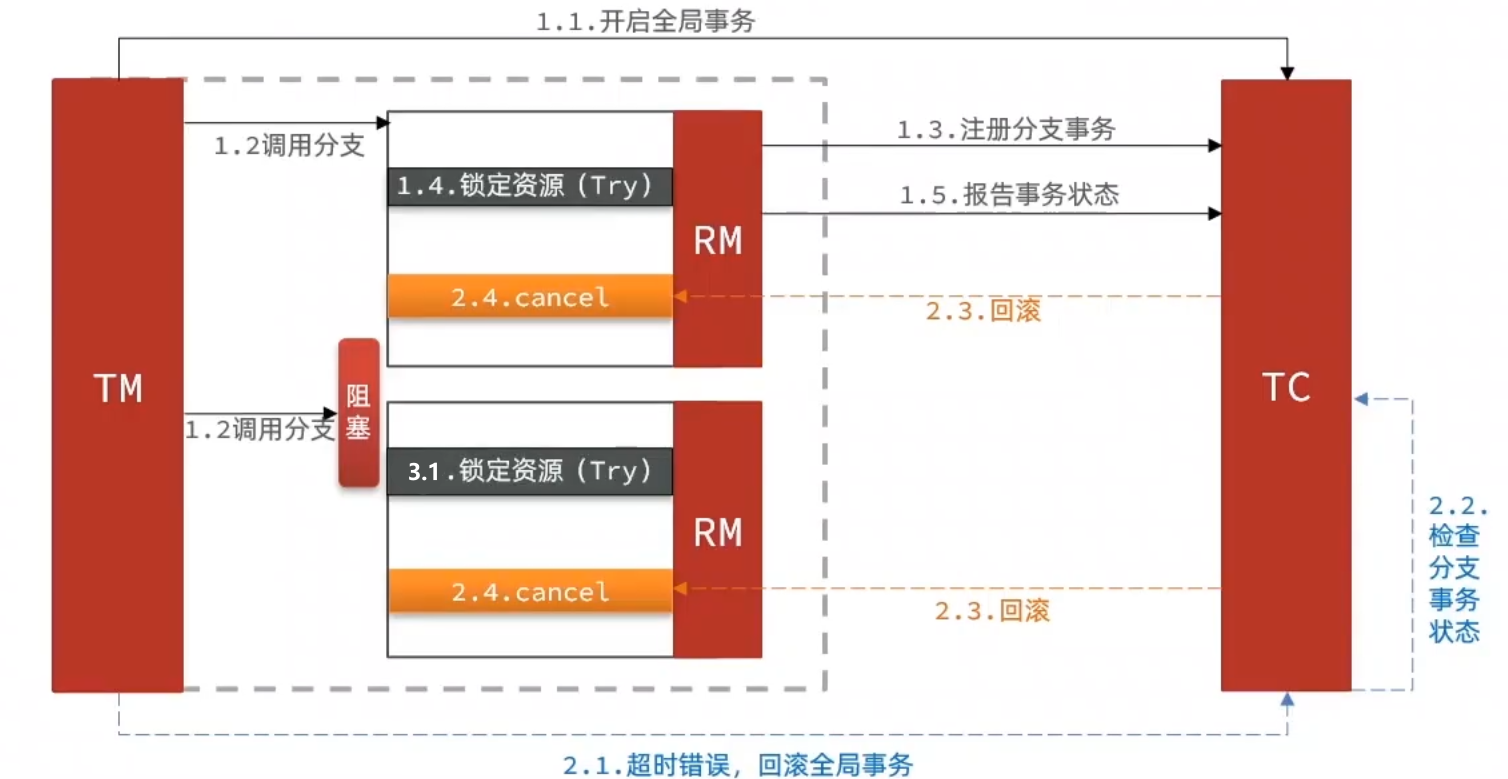 1.1.开启全局事务
1.2调用分支
1.3.注册分支事务
1.4.锁定资源（Try）
1.5.报告事务状态
RM
2.4.cancel
2.3.回滚
TM
阻
塞
TC
1.2调用分支
3.1.锁定资源（Try）
RM
2.2.
检查
分支
事务
状态
2.4.cancel
2.3.回滚
2.1.超时错误，回滚全局事务